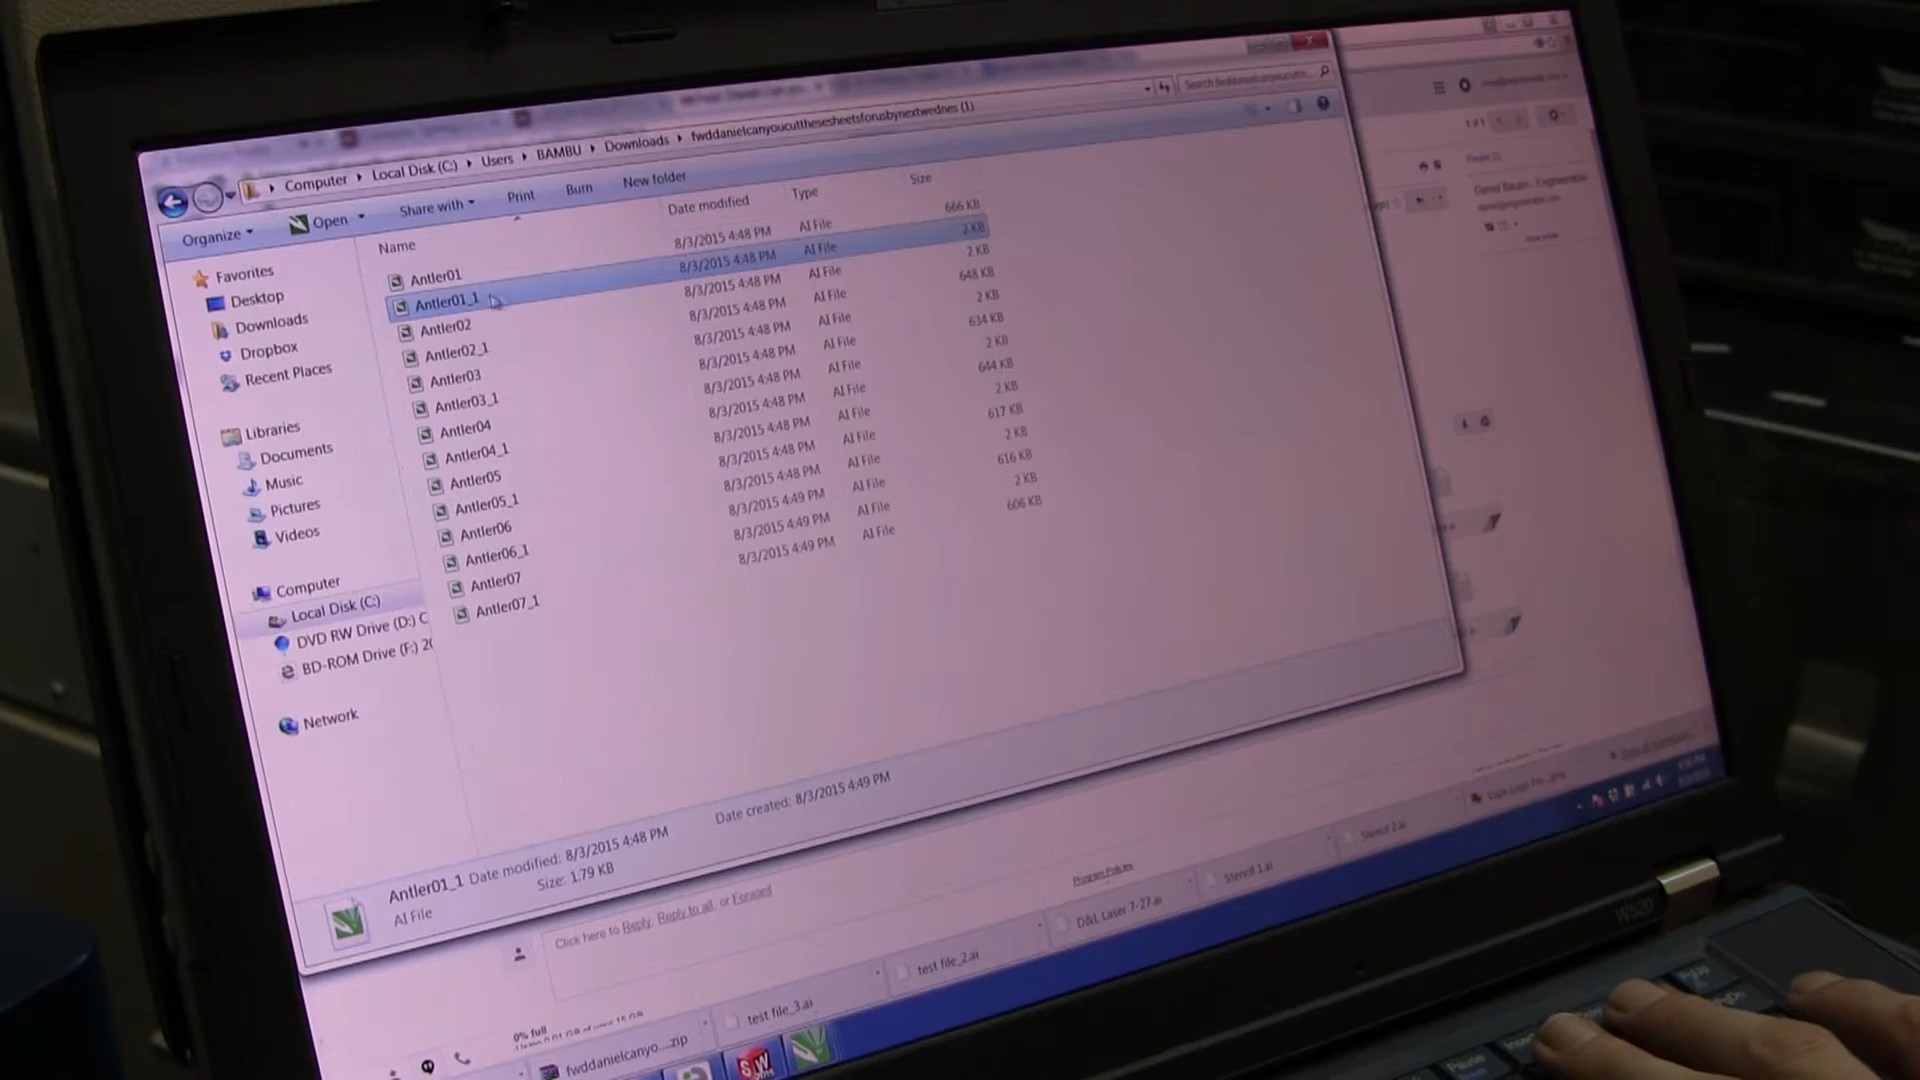 Computer ▸ Local Disk (C:) ▸ Users ▸ BAMBU ▸ Downloads ▸ fwddanielcanyoucutthesesheetsforusbynextwednes (1)
Organize Open Share with Print Burn New folder
Name Date modified Type Size
Favorites
Desktop
Downloads
Dropbox
Recent Places
Libraries
Documents
Music
Pictures
Videos
Computer
Local Disk (C:)
DVD RW Drive (D:) C
BD-ROM Drive (F:) 20
Network
Antler01 8/3/2015 4:48 PM AI File 666 KB
Antler01_1 8/3/2015 4:48 PM AI File 2 KB
Antler02 8/3/2015 4:48 PM AI File 2 KB
Antler02_1 8/3/2015 4:48 PM AI File 648 KB
Antler03 8/3/2015 4:48 PM AI File 2 KB
Antler03_1 8/3/2015 4:48 PM AI File 634 KB
Antler04 8/3/2015 4:48 PM AI File 2 KB
Antler04_1 8/3/2015 4:48 PM AI File 644 KB
Antler05 8/3/2015 4:48 PM AI File 2 KB
Antler05_1 8/3/2015 4:48 PM AI File 617 KB
Antler06 8/3/2015 4:48 PM AI File 2 KB
Antler06_1 8/3/2015 4:49 PM AI File 616 KB
Antler07 8/3/2015 4:49 PM AI File 2 KB
Antler07_1 8/3/2015 4:49 PM AI File 606 KB
Antler01_1 Date modified: 8/3/2015 4:48 PM Date created: 8/3/2015 4:49 PM
AI File Size: 1.79 KB
Click here to Reply, Reply to all, or Forward
Program Policies
0% full
fwddanielcanyo....zip
test file_3.ai
test file_2.ai
D&L Laser 7-27.ai
Stencil 1.ai
Stencil 2.ai
SW
2015
W520
Pause